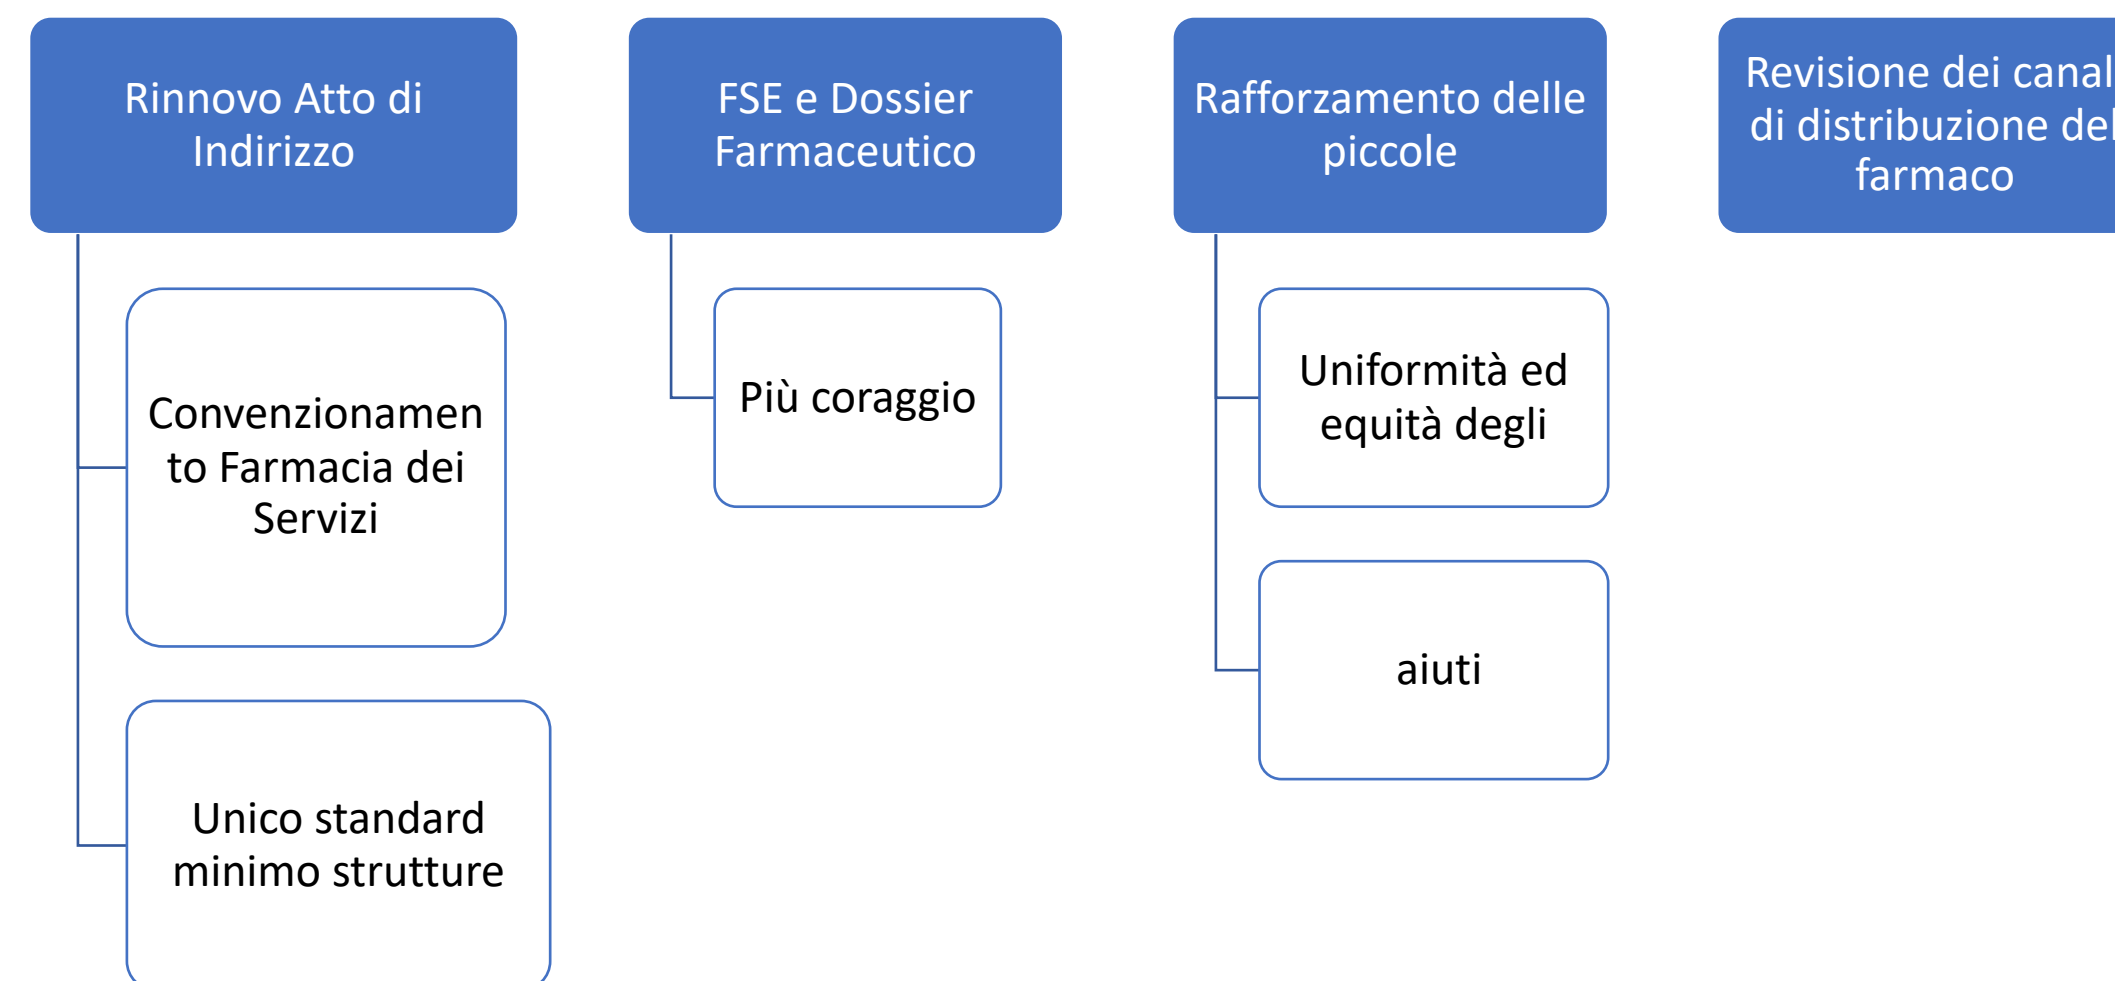 Rinnovo Atto di
Indirizzo
Convenzionamen
to Farmacia dei
Servizi
Unico standard
minimo strutture
FSE e Dossier
Farmaceutico
Più coraggio
Rafforzamento delle
piccole
Uniformità ed
equità degli
aiuti
Revisione dei canal
di distribuzione del
farmaco